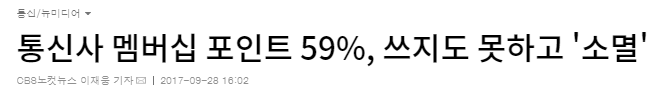 통신/뉴미디어
통신사 멤버십 포인트 59%, 쓰지도 못하고 '소멸'
CBS노컷뉴스 이재웅 기자 | 2017-09-28 16:02